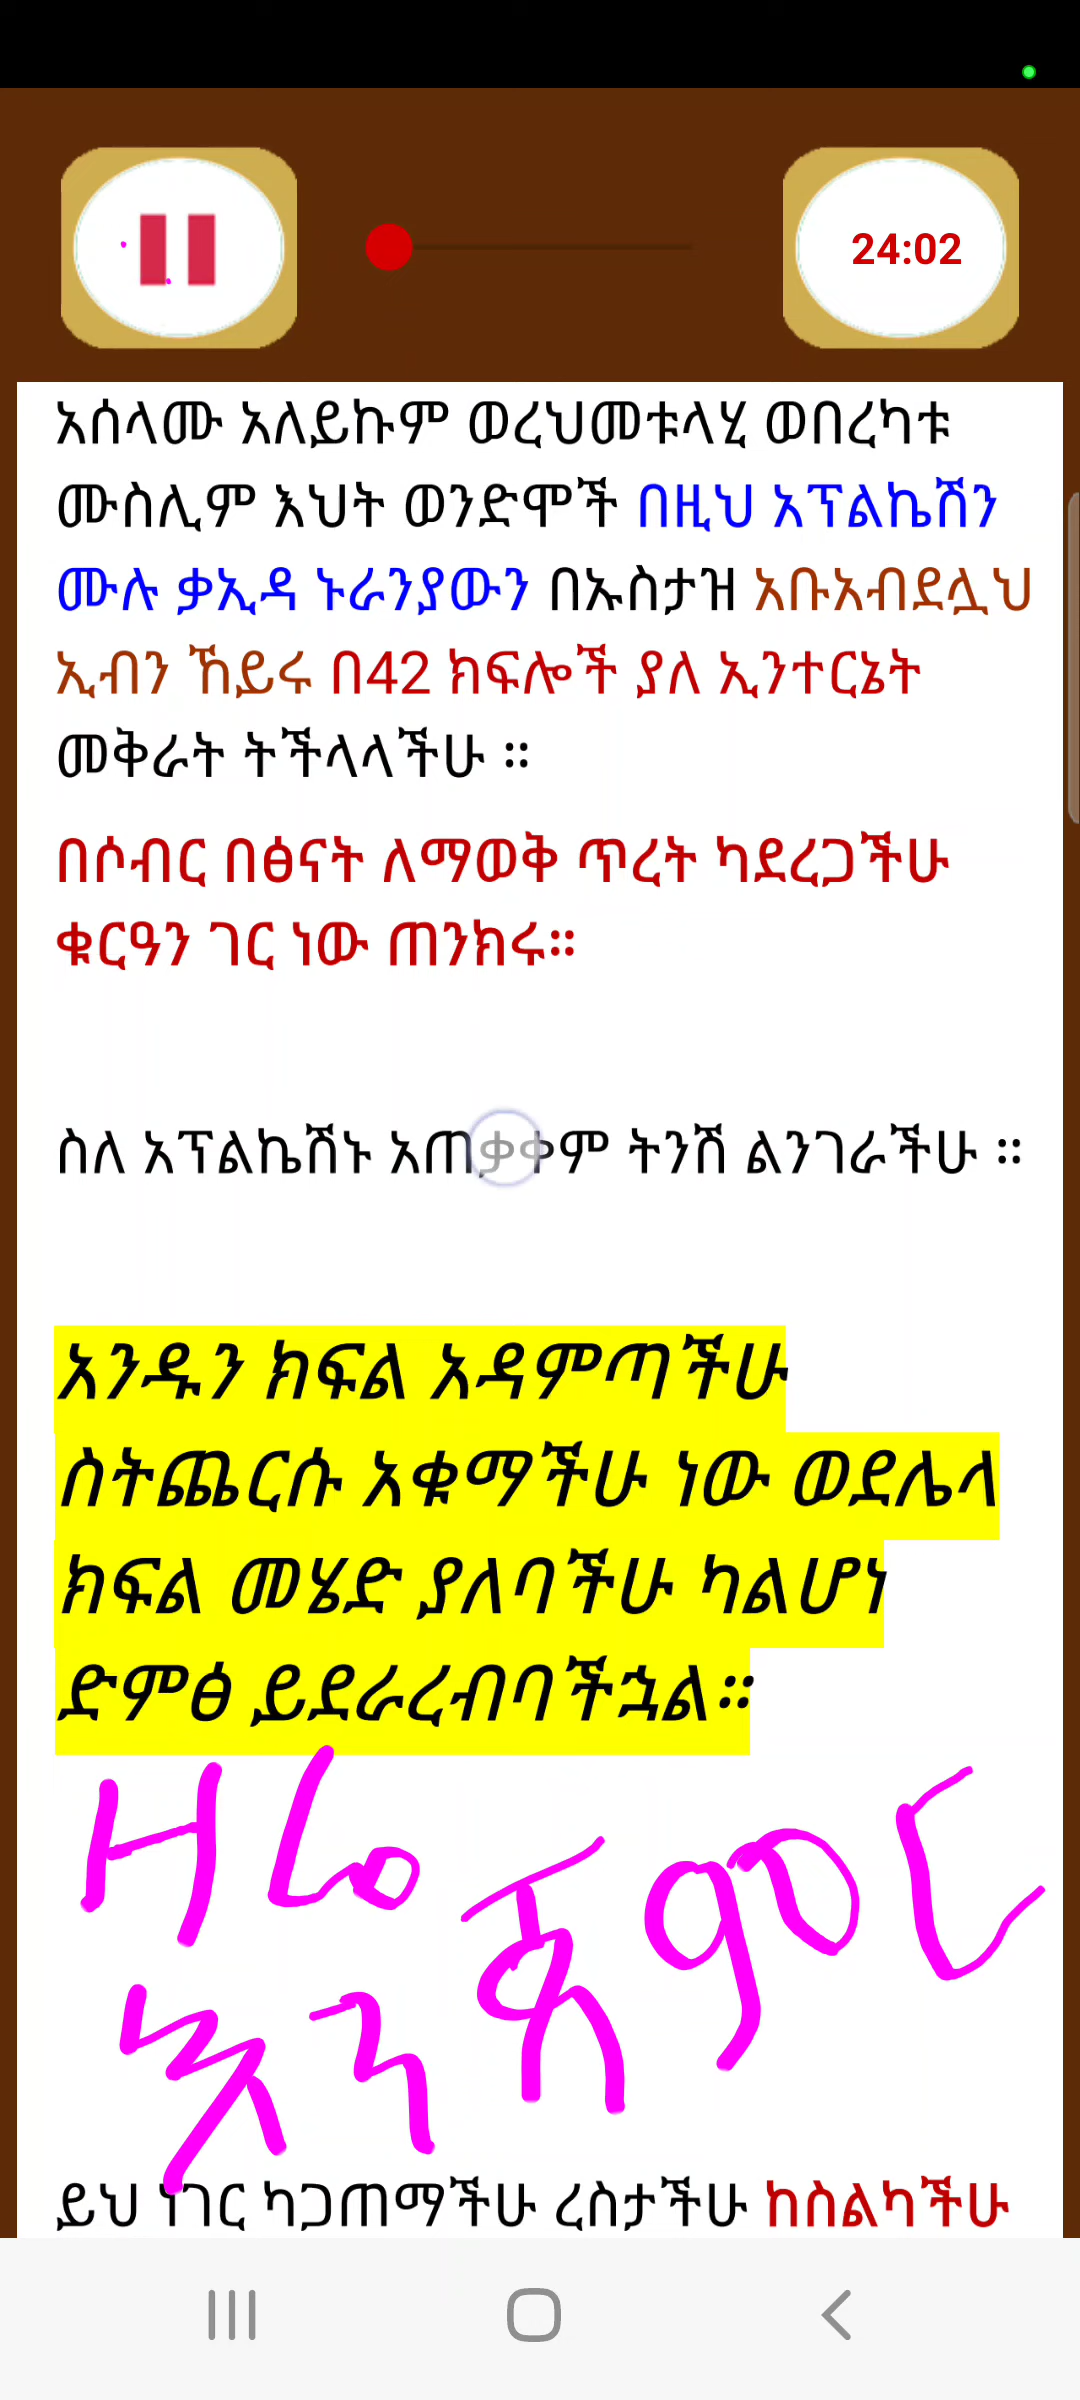 24:02
አሰላሙ አለይኩም ወረህመቱላሂ ወበረካቱ
ሙስሊም እህት ወንድሞች በዚህ አፕልኬሽን
ሙሉ ቃኢዳ ኑራንያውን በኡስታዝ አቡአብደሏህ
ኢብን ኸይሩ በ42 ክፍሎች ያለ ኢንተርኔት
መቅራት ትችላላችሁ ።
በሶብር በፅናት ለማወቅ ጥረት ካደረጋችሁ
ቁርዓን ገር ነው ጠንክሩ።
ስለ አፕልኬሽኑ አጠቃቀም ትንሽ ልንገራችሁ ።
አንዱን ክፍል አዳምጣችሁ
ስትጨርሱ አቁማችሁ ነው ወደሌላ
ክፍል መሄድ ያለባችሁ ካልሆነ
ድምፅ ይደራረብባችኋል።
ዛሬ
እንጀምር
ይህ ነገር ካጋጠማችሁ ረስታችሁ ከስልካችሁ